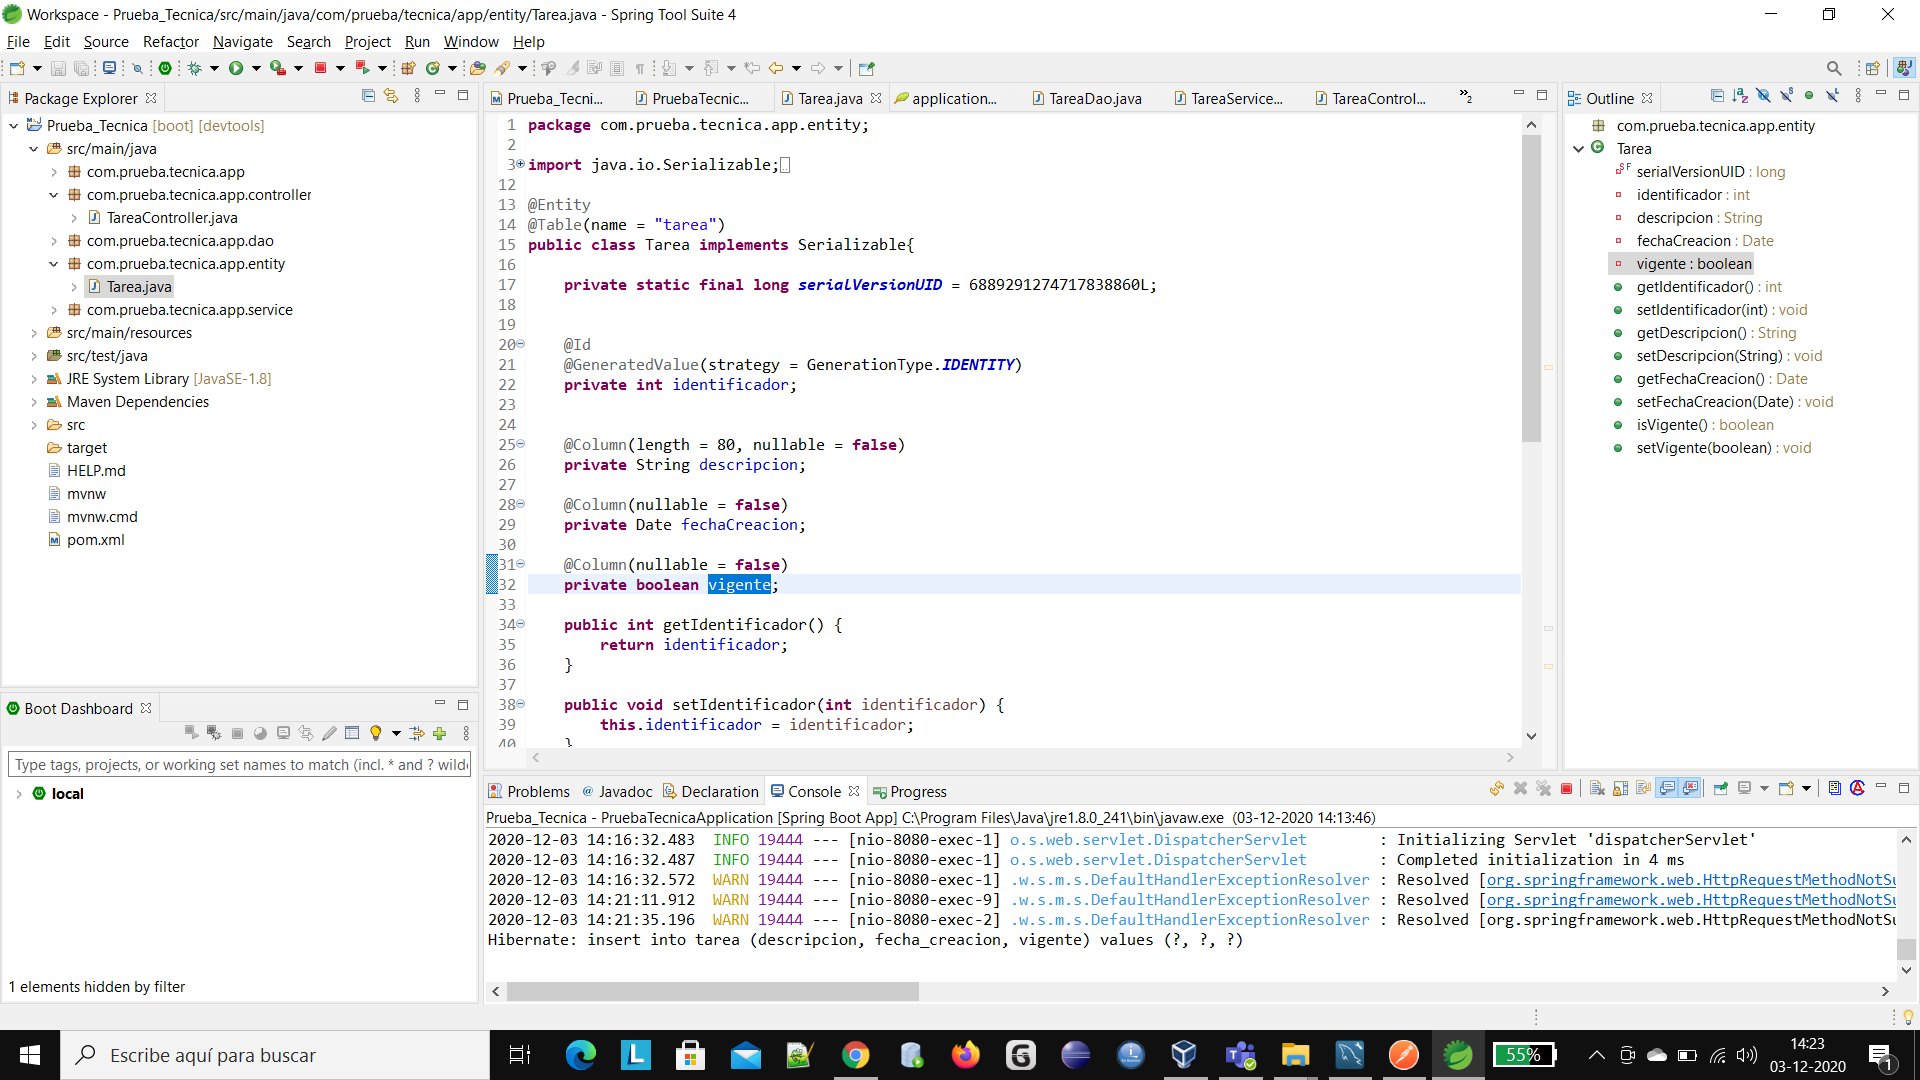 Workspace - Prueba_Tecnica/src/main/java/com/prueba/tecnica/app/entity/Tarea.java - Spring Tool Suite 4
File Edit Source Refactor Navigate Search Project Run Window Help
Package Explorer
Prueba_Tecnica [boot] [devtools]
src/main/java
com.prueba.tecnica.app
com.prueba.tecnica.app.controller
TareaController.java
com.prueba.tecnica.app.dao
com.prueba.tecnica.app.entity
Tarea.java
com.prueba.tecnica.app.service
src/main/resources
src/test/java
JRE System Library [JavaSE-1.8]
Maven Dependencies
src
target
HELP.md
mvnw
mvnw.cmd
pom.xml
Boot Dashboard
Type tags, projects, or working set names to match (incl. * and ? wild
local
1 elements hidden by filter
Prueba_Tecni... PruebaTecnic... Tarea.java application... TareaDao.java TareaService... TareaControl... »2
1 package com.prueba.tecnica.app.entity;
2
3 import java.io.Serializable;
12
13 @Entity
14 @Table(name = "tarea")
15 public class Tarea implements Serializable{
16
17 private static final long serialVersionUID = 6889291274717838860L;
18
19
20 @Id
21 @GeneratedValue(strategy = GenerationType.IDENTITY)
22 private int identificador;
23
24
25 @Column(length = 80, nullable = false)
26 private String descripcion;
27
28 @Column(nullable = false)
29 private Date fechaCreacion;
30
31 @Column(nullable = false)
32 private boolean vigente;
33
34 public int getIdentificador() {
35 return identificador;
36 }
37
38 public void setIdentificador(int identificador) {
39 this.identificador = identificador;
40 }
Outline
com.prueba.tecnica.app.entity
Tarea
serialVersionUID : long
identificador : int
descripcion : String
fechaCreacion : Date
vigente : boolean
getIdentificador() : int
setIdentificador(int) : void
getDescripcion() : String
setDescripcion(String) : void
getFechaCreacion() : Date
setFechaCreacion(Date) : void
isVigente() : boolean
setVigente(boolean) : void
Problems Javadoc Declaration Console Progress
Prueba_Tecnica - PruebaTecnicaApplication [Spring Boot App] C:\Program Files\Java\jre1.8.0_241\bin\javaw.exe (03-12-2020 14:13:46)
2020-12-03 14:16:32.483 INFO 19444 --- [nio-8080-exec-1] o.s.web.servlet.DispatcherServlet : Initializing Servlet 'dispatcherServlet'
2020-12-03 14:16:32.487 INFO 19444 --- [nio-8080-exec-1] o.s.web.servlet.DispatcherServlet : Completed initialization in 4 ms
2020-12-03 14:16:32.572 WARN 19444 --- [nio-8080-exec-1] .w.s.m.s.DefaultHandlerExceptionResolver : Resolved [org.springframework.web.HttpRequestMethodNotSu
2020-12-03 14:21:11.912 WARN 19444 --- [nio-8080-exec-9] .w.s.m.s.DefaultHandlerExceptionResolver : Resolved [org.springframework.web.HttpRequestMethodNotSu
2020-12-03 14:21:35.196 WARN 19444 --- [nio-8080-exec-2] .w.s.m.s.DefaultHandlerExceptionResolver : Resolved [org.springframework.web.HttpRequestMethodNotSu
Hibernate: insert into tarea (descripcion, fecha_creacion, vigente) values (?, ?, ?)
Escribe aquí para buscar
55%
14:23
03-12-2020
1